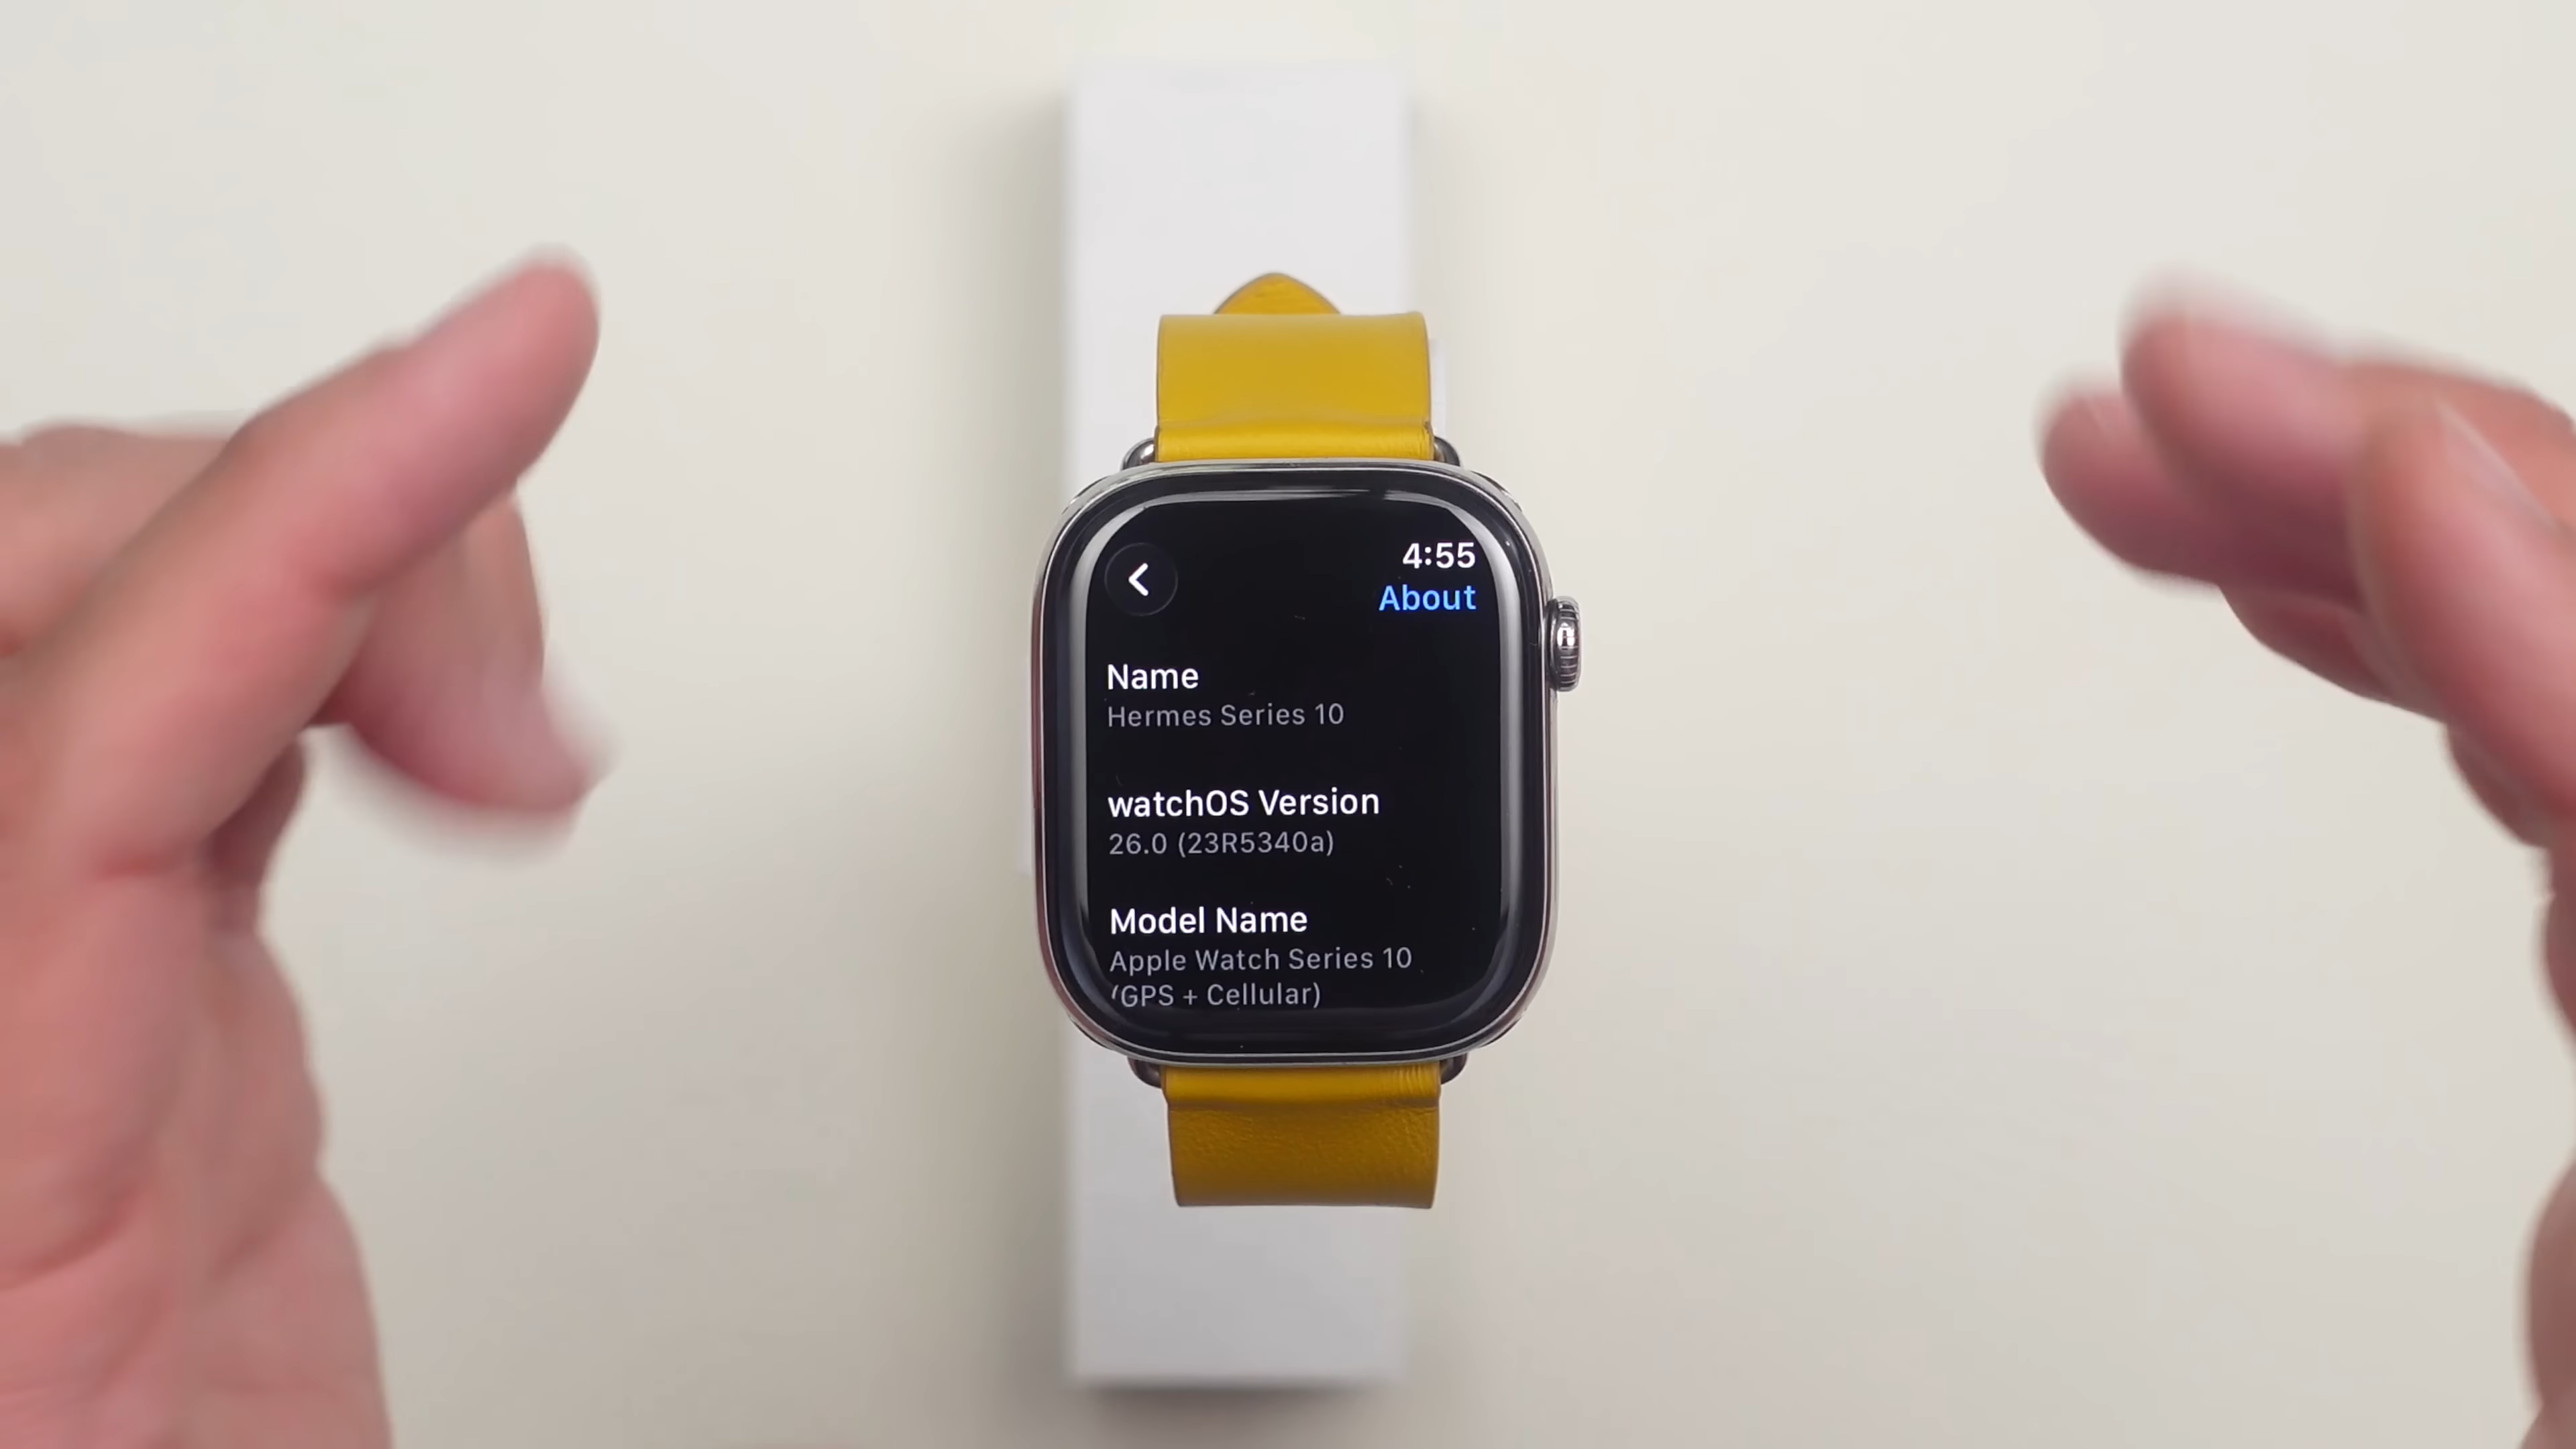 4:55
About
Name
Hermes Series 10
watchOS Version
26.0 (23R5340a)
Model Name
Apple Watch Series 10
(GPS + Cellular)